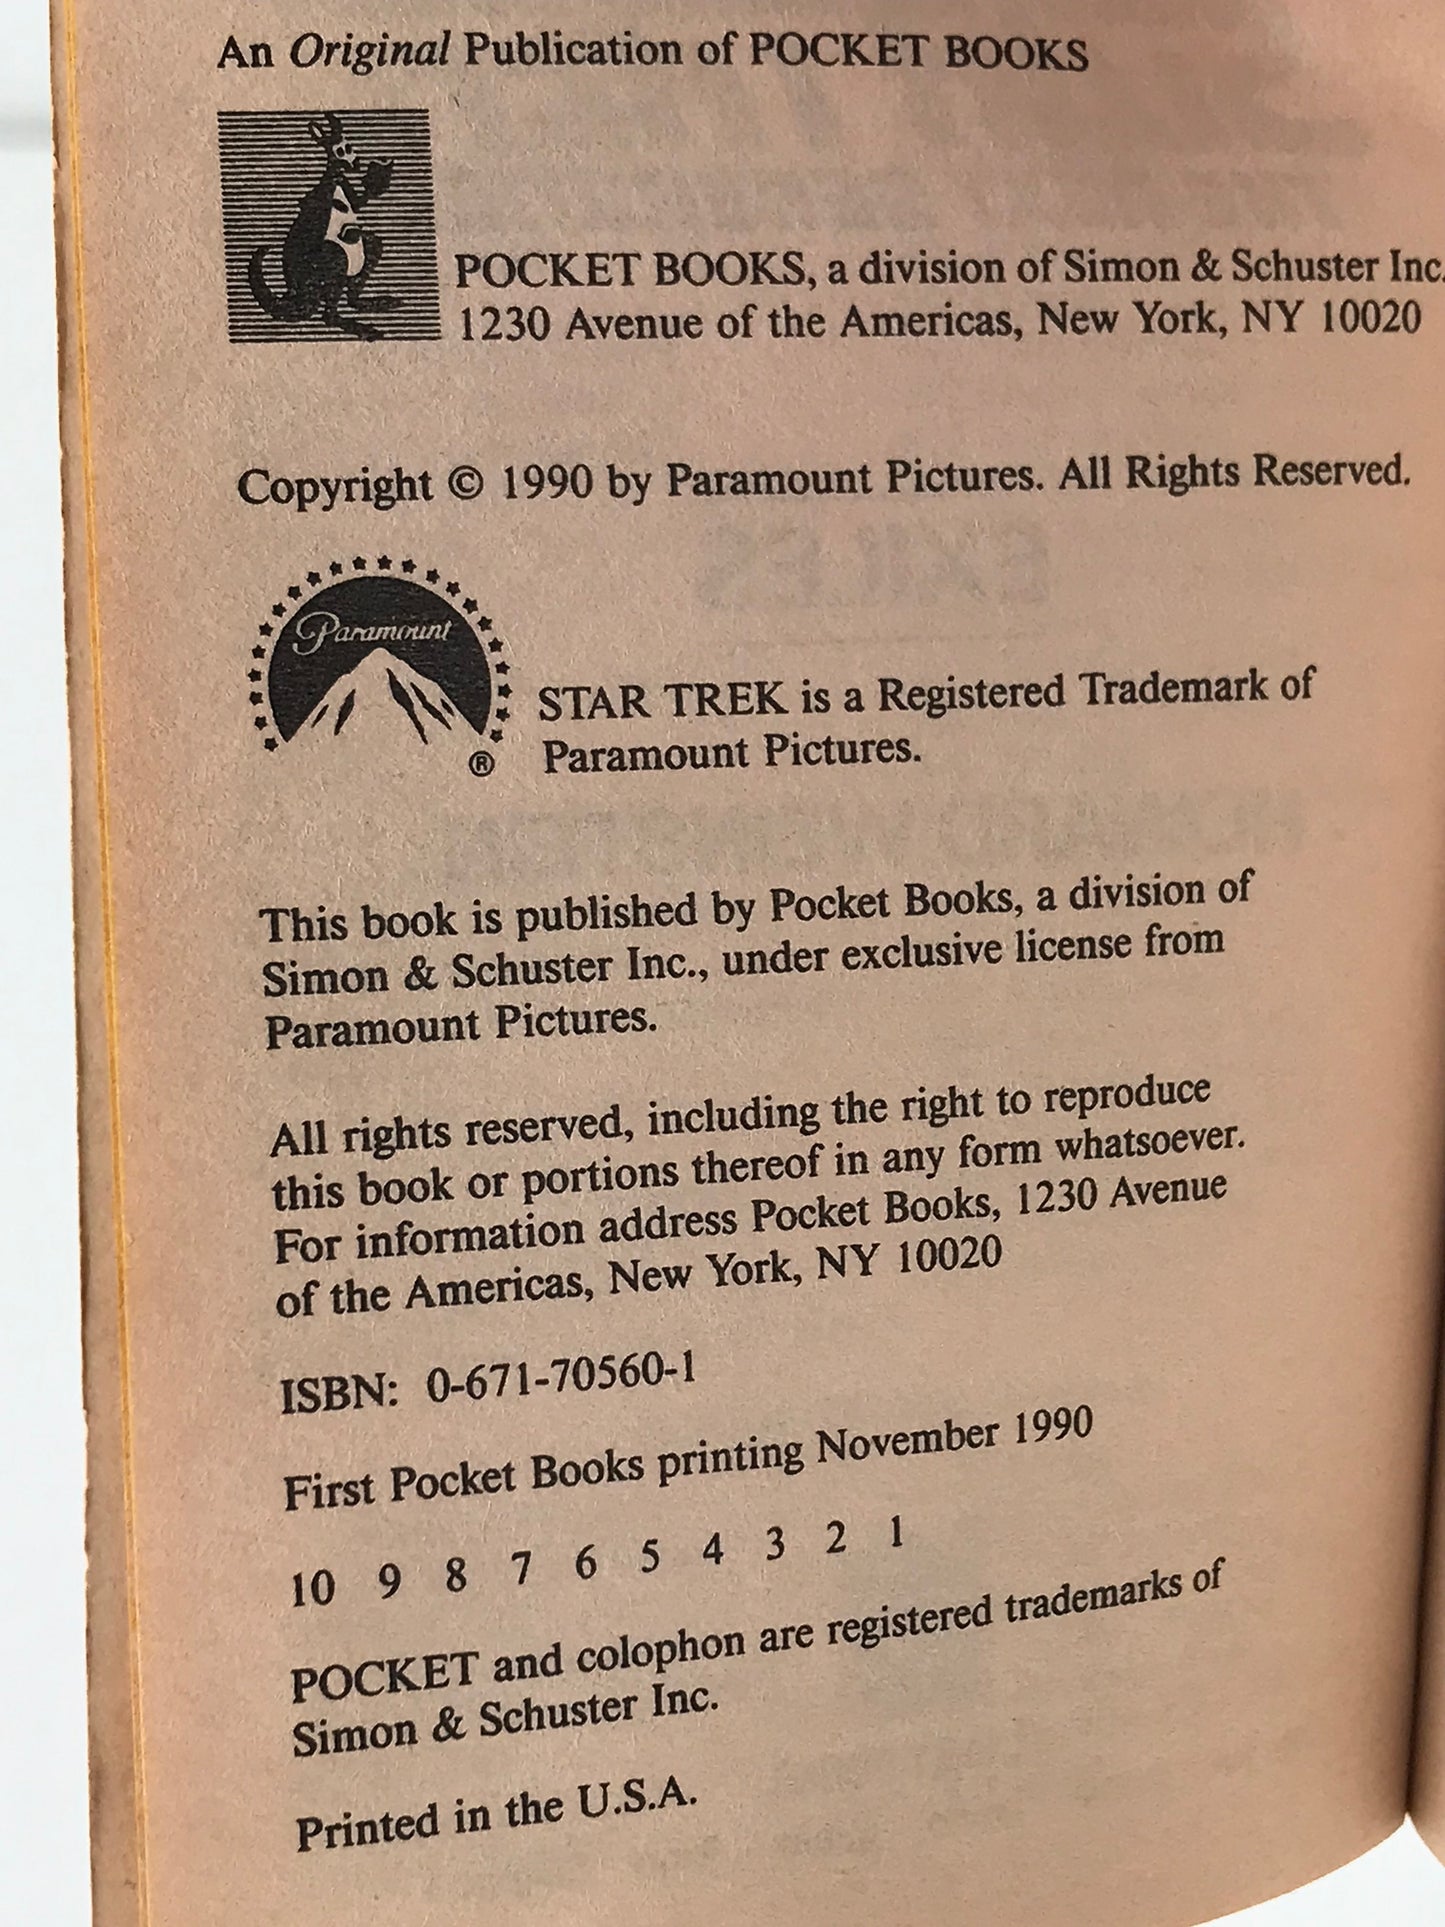 An Original Publication of POCKET BOOKS
POCKET BOOKS, a division of Simon & Schuster Inc.
1230 Avenue of the Americas, New York, NY 10020
Copyright © 1990 by Paramount Pictures. All Rights Reserved.
Paramount
®
STAR TREK is a Registered Trademark of
Paramount Pictures.
This book is published by Pocket Books, a division of
Simon & Schuster Inc., under exclusive license from
Paramount Pictures.
All rights reserved, including the right to reproduce
this book or portions thereof in any form whatsoever.
For information address Pocket Books, 1230 Avenue
of the Americas, New York, NY 10020
ISBN: 0-671-70560-1
First Pocket Books printing November 1990
10 9 8 7 6 5 4 3 2 1
POCKET and colophon are registered trademarks of
Simon & Schuster Inc.
Printed in the U.S.A.